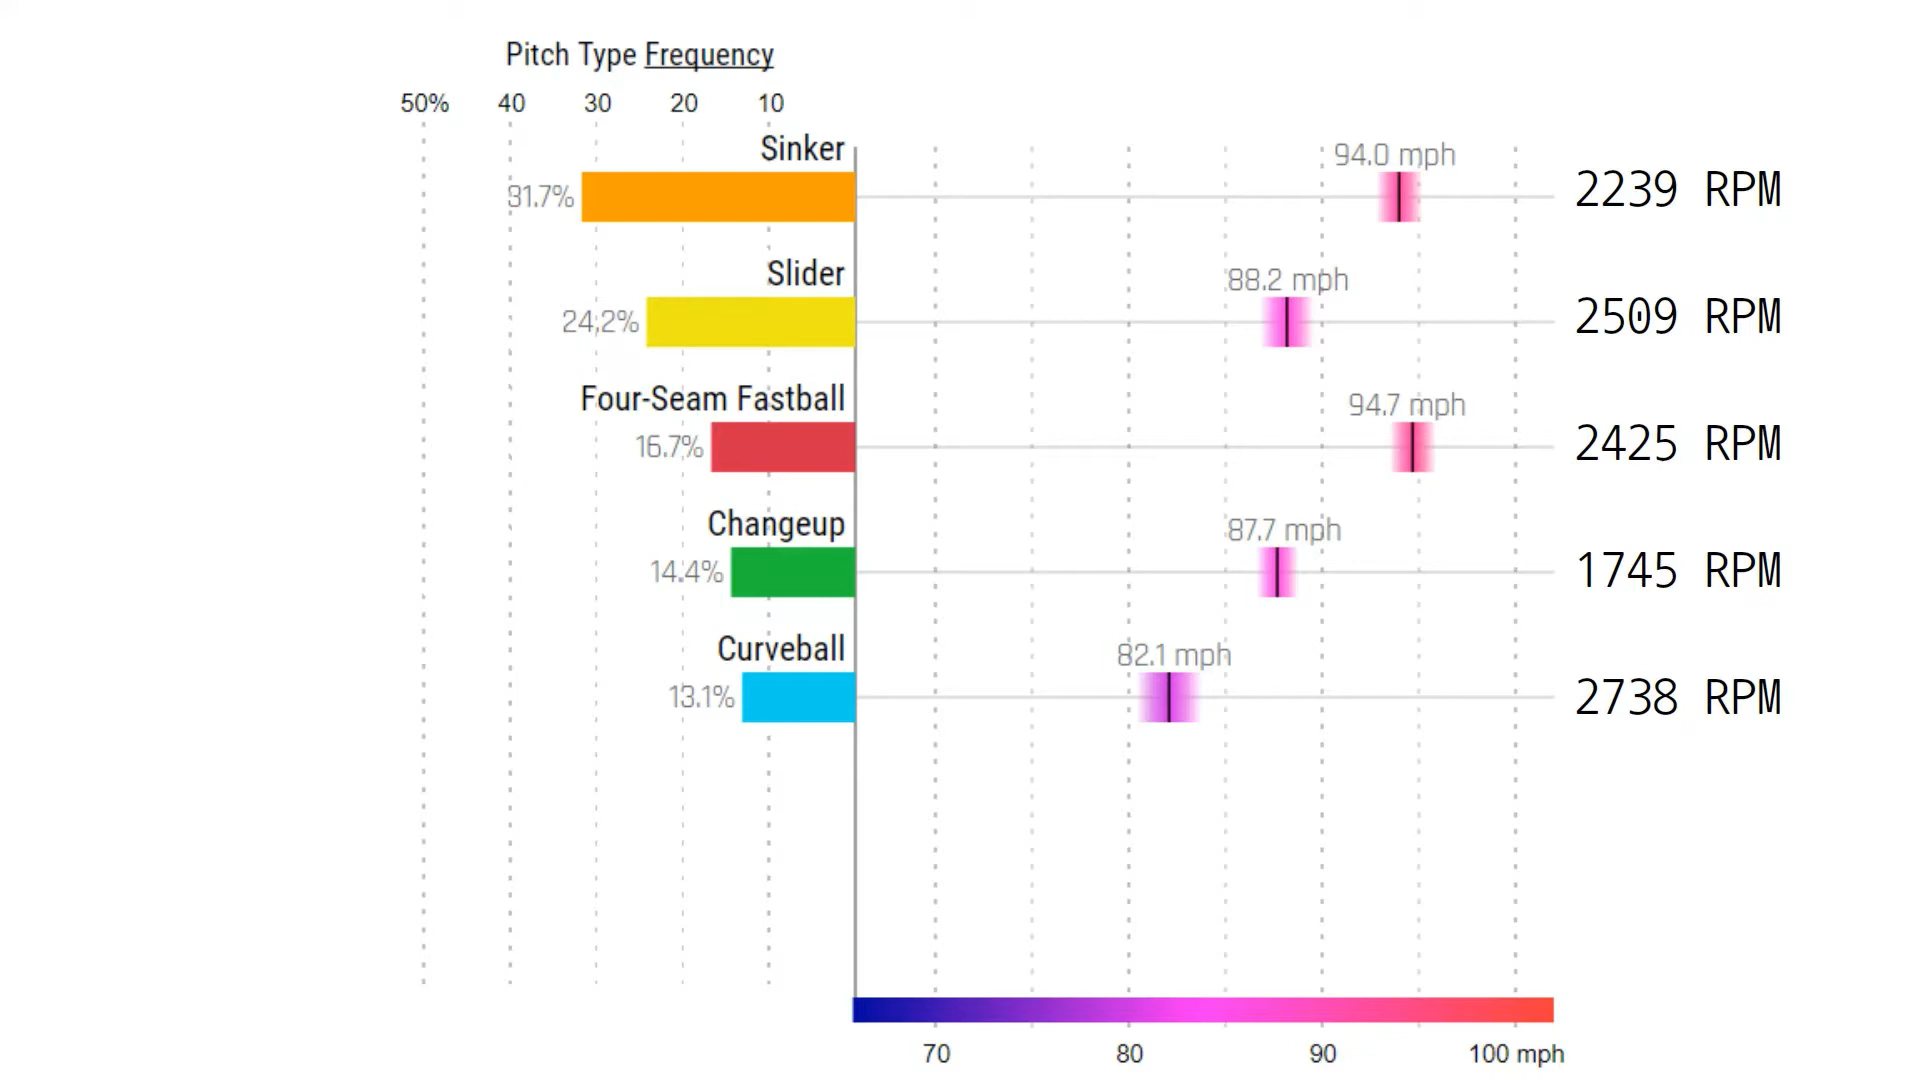 Pitch Type Frequency
50% 40 30 20 10
Sinker
31.7%
94.0 mph
2239 RPM
Slider
24.2%
88.2 mph
2509 RPM
Four-Seam Fastball
16.7%
94.7 mph
2425 RPM
Changeup
14.4%
87.7 mph
1745 RPM
Curveball
13.1%
82.1 mph
2738 RPM
70 80 90 100 mph